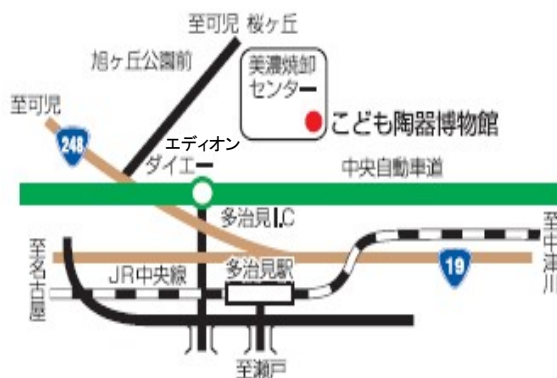 至可児 桜ヶ丘
旭ヶ丘公園前
美濃焼卸
センター
至可児
こども陶器博物館
248
エディオン
ダイエー
中央自動車道
多治見I.C
至中津川
至名古屋
JR中央線
多治見駅
19
至瀬戸